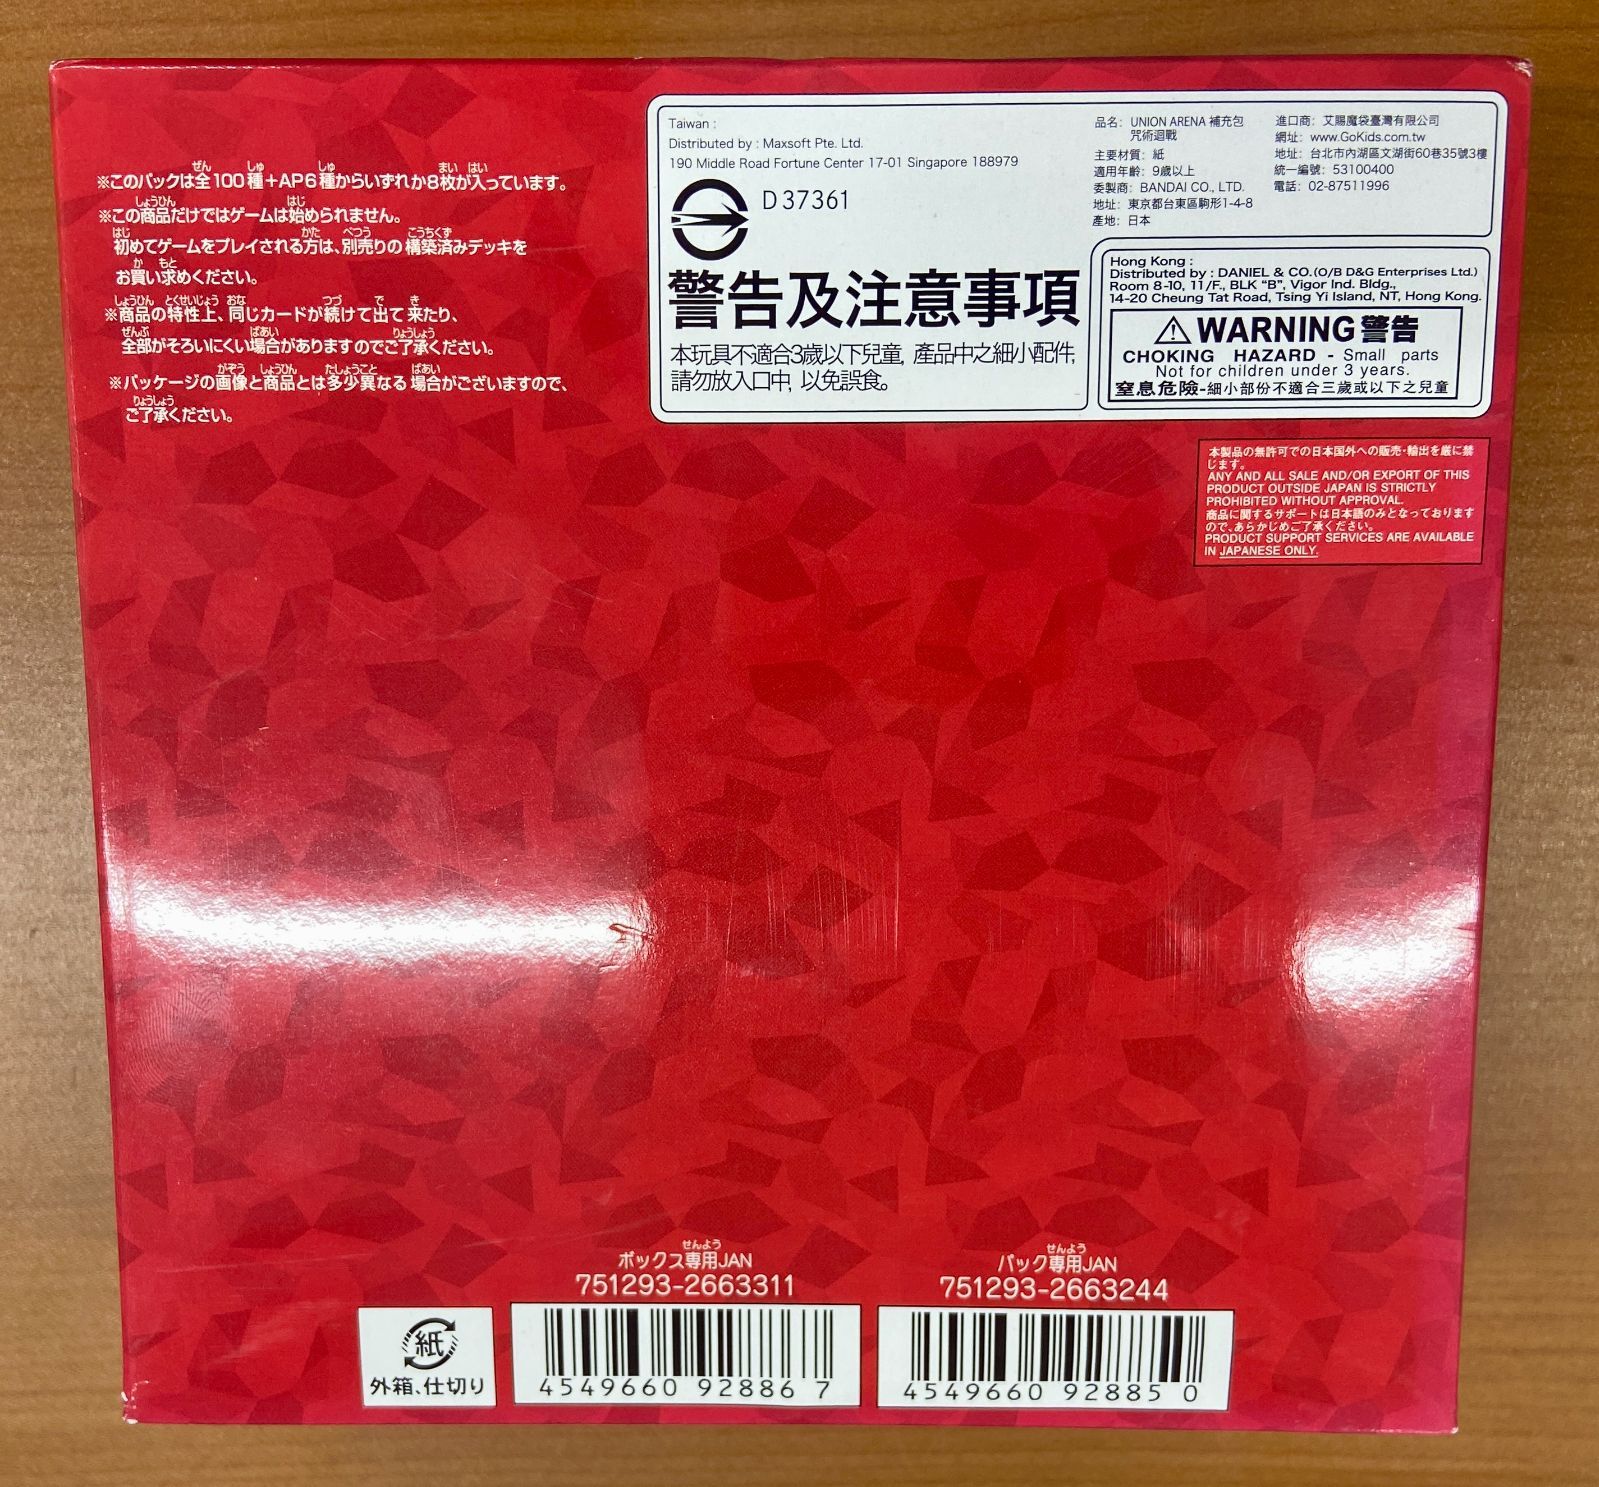 ※このパックは全100種+AP6種からいずれか8枚が入っています。
※この商品だけではゲームは始められません。
初めてゲームをプレイされる方は、別売りの構築済みデッキを
お買い求めください。
※商品の特性上、同じカードが続けて出て来たり、
全部がそろいにくい場合がありますのでご了承ください。
※パッケージの画像と商品とは多少異なる場合がございますので、
ご了承ください。
Taiwan :
Distributed by : Maxsoft Pte. Ltd.
190 Middle Road Fortune Center 17-01 Singapore 188979
D37361
警告及注意事項
本玩具不適合3歲以下兒童, 產品中之細小配件,
請勿放入口中, 以免誤食。
品名: UNION ARENA 補充包
咒術迴戰
主要材質: 紙
適用年齡: 9歲以上
委製商: BANDAI CO., LTD.
地址: 東京都台東區駒形1-4-8
產地: 日本
進口商: 艾賜魔袋臺灣有限公司
網址: www.GoKids.com.tw
地址: 台北市內湖區文湖街60巷35號3樓
統一編號: 53100400
電話: 02-87511996
Hong Kong :
Distributed by : DANIEL & CO.(O/B D&G Enterprises Ltd.)
Room 8-10, 11/F., BLK "B", Vigor Ind. Bldg.,
14-20 Cheung Tat Road, Tsing Yi Island, NT, Hong Kong.
WARNING 警告
CHOKING HAZARD - Small parts
Not for children under 3 years.
窒息危險-細小部份不適合三歲或以下之兒童
本製品の無許可での日本国外への販売・輸出を厳に禁
じます。
ANY AND ALL SALE AND/OR EXPORT OF THIS
PRODUCT OUTSIDE JAPAN IS STRICTLY
PROHIBITED WITHOUT APPROVAL.
商品に関するサポートは日本語のみとなっております
ので、あらかじめご了承ください。
PRODUCT SUPPORT SERVICES ARE AVAILABLE
IN JAPANESE ONLY.
ボックス専用JAN
751293-2663311
パック専用JAN
751293-2663244
紙
外箱、仕切り
4549660 92886 7
4549660 92885 0